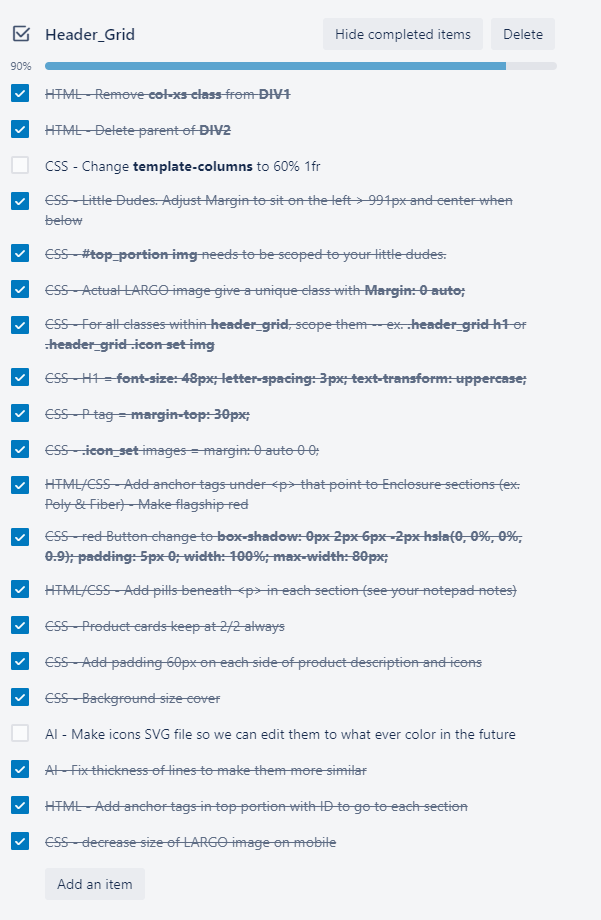 Header_Grid
Hide completed items
Delete
90%
HTML - Remove col-xs class from DIV1
HTML - Delete parent of DIV2
CSS - Change template-columns to 60% 1fr
CSS - Little Dudes. Adjust Margin to sit on the left > 991px and center when
below
CSS - #top_portion img needs to be scoped to your little dudes.
CSS - Actual LARGO image give a unique class with Margin: 0 auto;
CSS - For all classes within header_grid, scope them -- ex. .header_grid h1 or
.header_grid .icon set img
CSS - H1 = font-size: 48px; letter-spacing: 3px; text-transform: uppercase;
CSS - P tag = margin-top: 30px;
CSS - .icon_set images = margin: 0 auto 0 0;
HTML/CSS - Add anchor tags under <p> that point to Enclosure sections (ex.
Poly & Fiber) - Make flagship red
CSS - red Button change to box-shadow: 0px 2px 6px -2px hsla(0, 0%, 0%,
0.9); padding: 5px 0; width: 100%; max-width: 80px;
HTML/CSS - Add pills beneath <p> in each section (see your notepad notes)
CSS - Product cards keep at 2/2 always
CSS - Add padding 60px on each side of product description and icons
CSS - Background size cover
AI - Make icons SVG file so we can edit them to what ever color in the future
AI - Fix thickness of lines to make them more similar
HTML - Add anchor tags in top portion with ID to go to each section
CSS - decrease size of LARGO image on mobile
Add an item